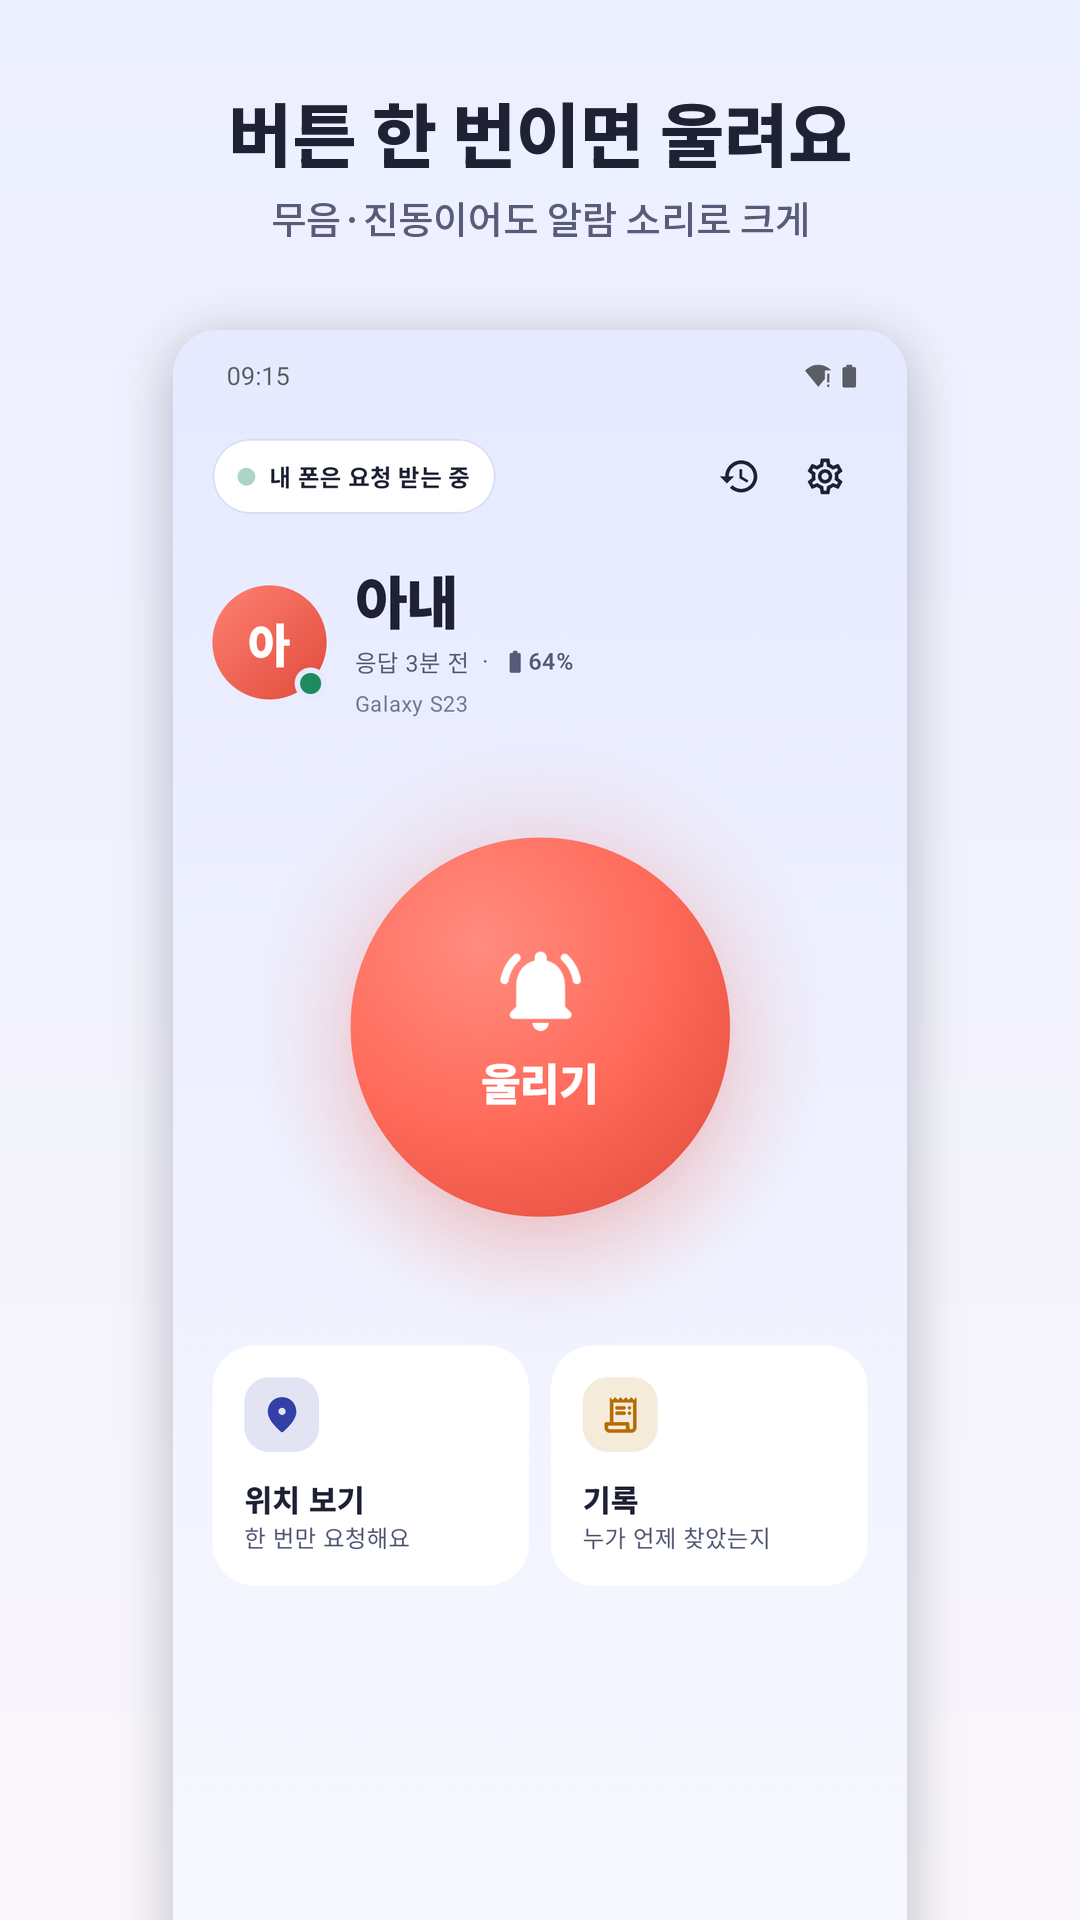 버튼 한 번이면 울려요
무음·진동이어도 알람 소리로 크게
09:15
내 폰은 요청 받는 중
아
아내
응답 3분 전 · 64%
Galaxy S23
울리기
위치 보기
한 번만 요청해요
기록
누가 언제 찾았는지